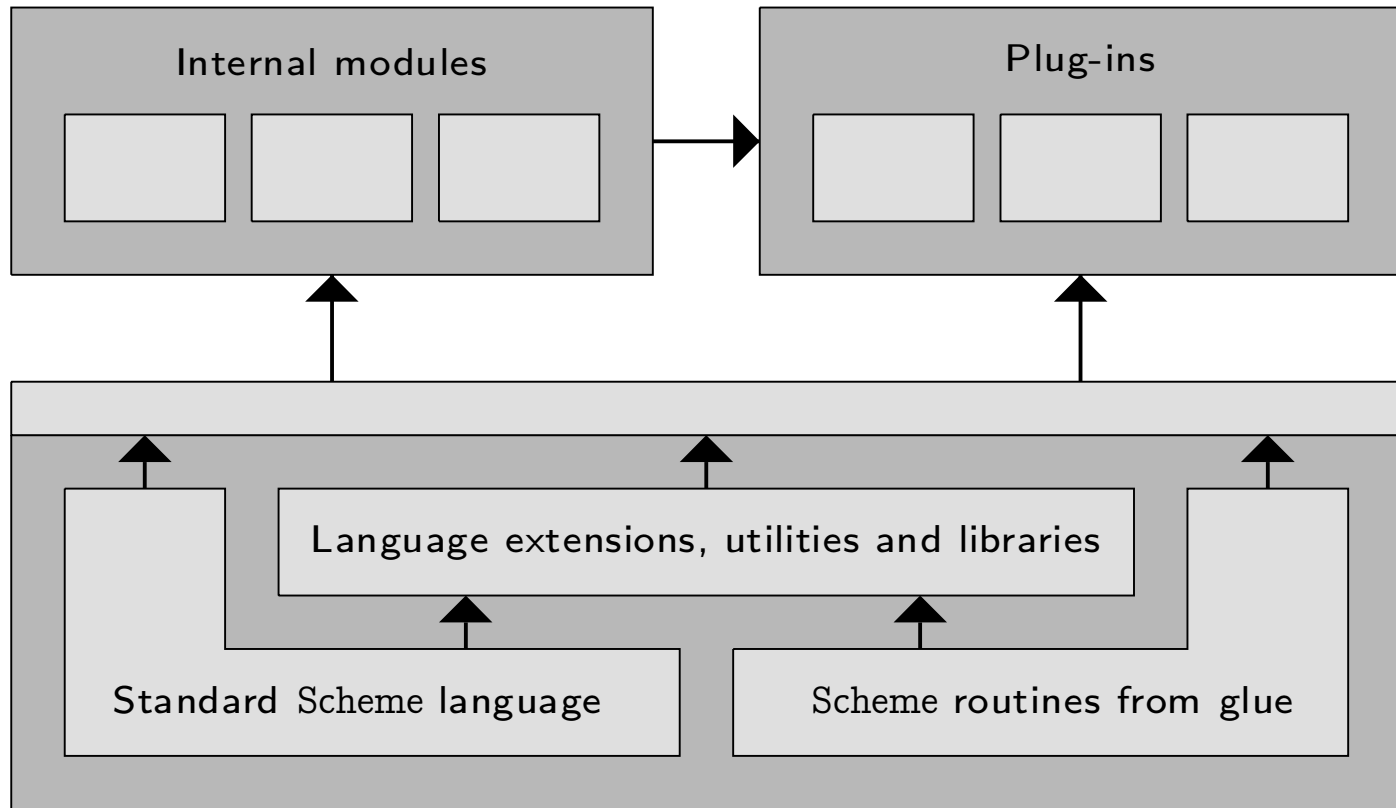 Internal modules
Plug-ins
Language extensions, utilities and libraries
Standard Scheme language
Scheme routines from glue